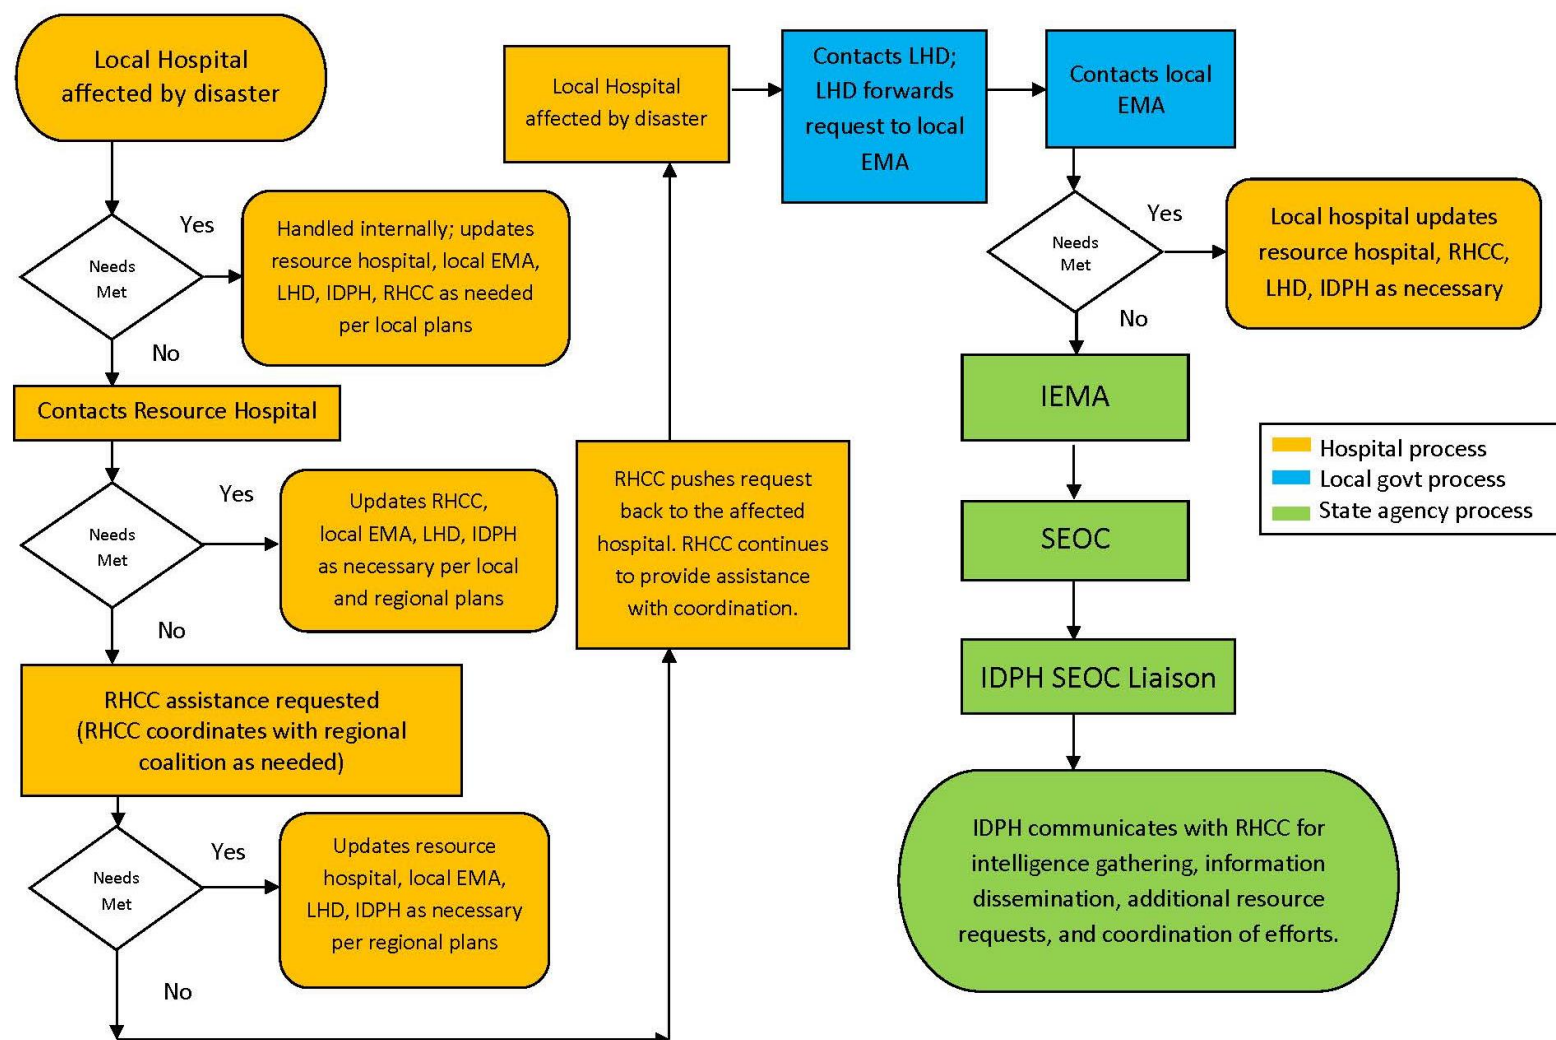 Local Hospital
affected by disaster
Yes
Needs
Met
Handled internally; updates
resource hospital, local EMA,
LHD, IDPH, RHCC as needed
per local plans
No
Contacts Resource Hospital
Yes
Needs
Met
Updates RHCC,
local EMA, LHD, IDPH
as necessary per local
and regional plans
No
RHCC assistance requested
(RHCC coordinates with regional
coalition as needed)
Yes
Needs
Met
Updates resource
hospital, local EMA,
LHD, IDPH as necessary
per regional plans
No
RHCC pushes request
back to the affected
hospital. RHCC continues
to provide assistance
with coordination.
Local Hospital
affected by disaster
Contacts LHD;
LHD forwards
request to local
EMA
Contacts local
EMA
Yes
Needs
Met
Local hospital updates
resource hospital, RHCC,
LHD, IDPH as necessary
No
IEMA
SEOC
IDPH SEOC Liaison
IDPH communicates with RHCC for
intelligence gathering, information
dissemination, additional resource
requests, and coordination of efforts.
Hospital process
Local govt process
State agency process